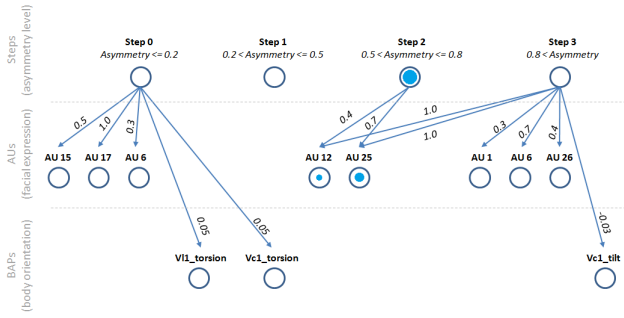 Steps
(asymmetry level)
Step 0
Asymmetry <= 0.2
Step 1
0.2 < Asymmetry <= 0.5
Step 2
0.5 < Asymmetry <= 0.8
Step 3
0.8 < Asymmetry
AUs
(facial expression)
0.5
1.0
0.3
0.4
0.7
1.0
1.0
0.3
0.7
0.4
AU 15
AU 17
AU 6
AU 12
AU 25
AU 1
AU 6
AU 26
BAPs
(body orientation)
0.05
0.05
-0.03
Vl1_torsion
Vc1_torsion
Vc1_tilt